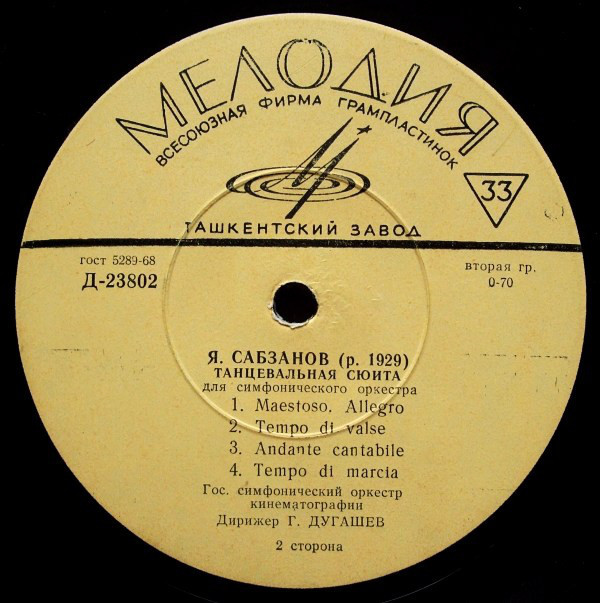 МЕЛОДИЯ
ВСЕСОЮЗНАЯ ФИРМА ГРАМПЛАСТИНОК
33
ТАШКЕНТСКИЙ ЗАВОД
гост 5289-68
Д-23802
вторая гр.
0-70
Я. САБЗАНОВ (р. 1929)
ТАНЦЕВАЛЬНАЯ СЮИТА
для симфонического оркестра
1. Maestoso. Allegro
2. Tempo di valse
3. Andante cantabile
4. Tempo di marcia
Гос. симфонический оркестр
кинематографии
Дирижер Г. ДУГАШЕВ
2 сторона